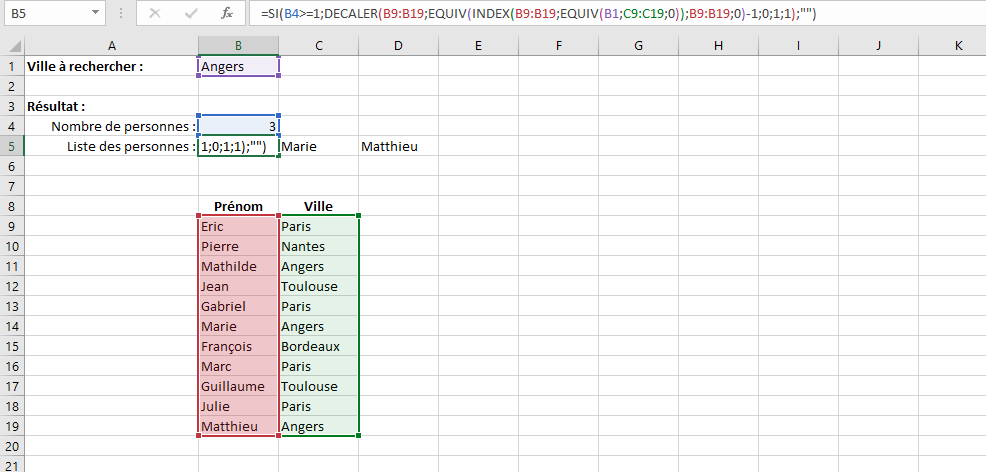 B5 fx =SI(B4>=1;DECALER(B9:B19;EQUIV(INDEX(B9:B19;EQUIV(B1;C9:C19;0));B9:B19;0)-1;0;1;1);"")
A B C D E F G H I J K
1 Ville à rechercher : Angers
2
3 Résultat :
4 Nombre de personnes : 3
5 Liste des personnes : 1;0;1;1);"") Marie Matthieu
6
7
8 Prénom Ville
9 Eric Paris
10 Pierre Nantes
11 Mathilde Angers
12 Jean Toulouse
13 Gabriel Paris
14 Marie Angers
15 François Bordeaux
16 Marc Paris
17 Guillaume Toulouse
18 Julie Paris
19 Matthieu Angers
20
21